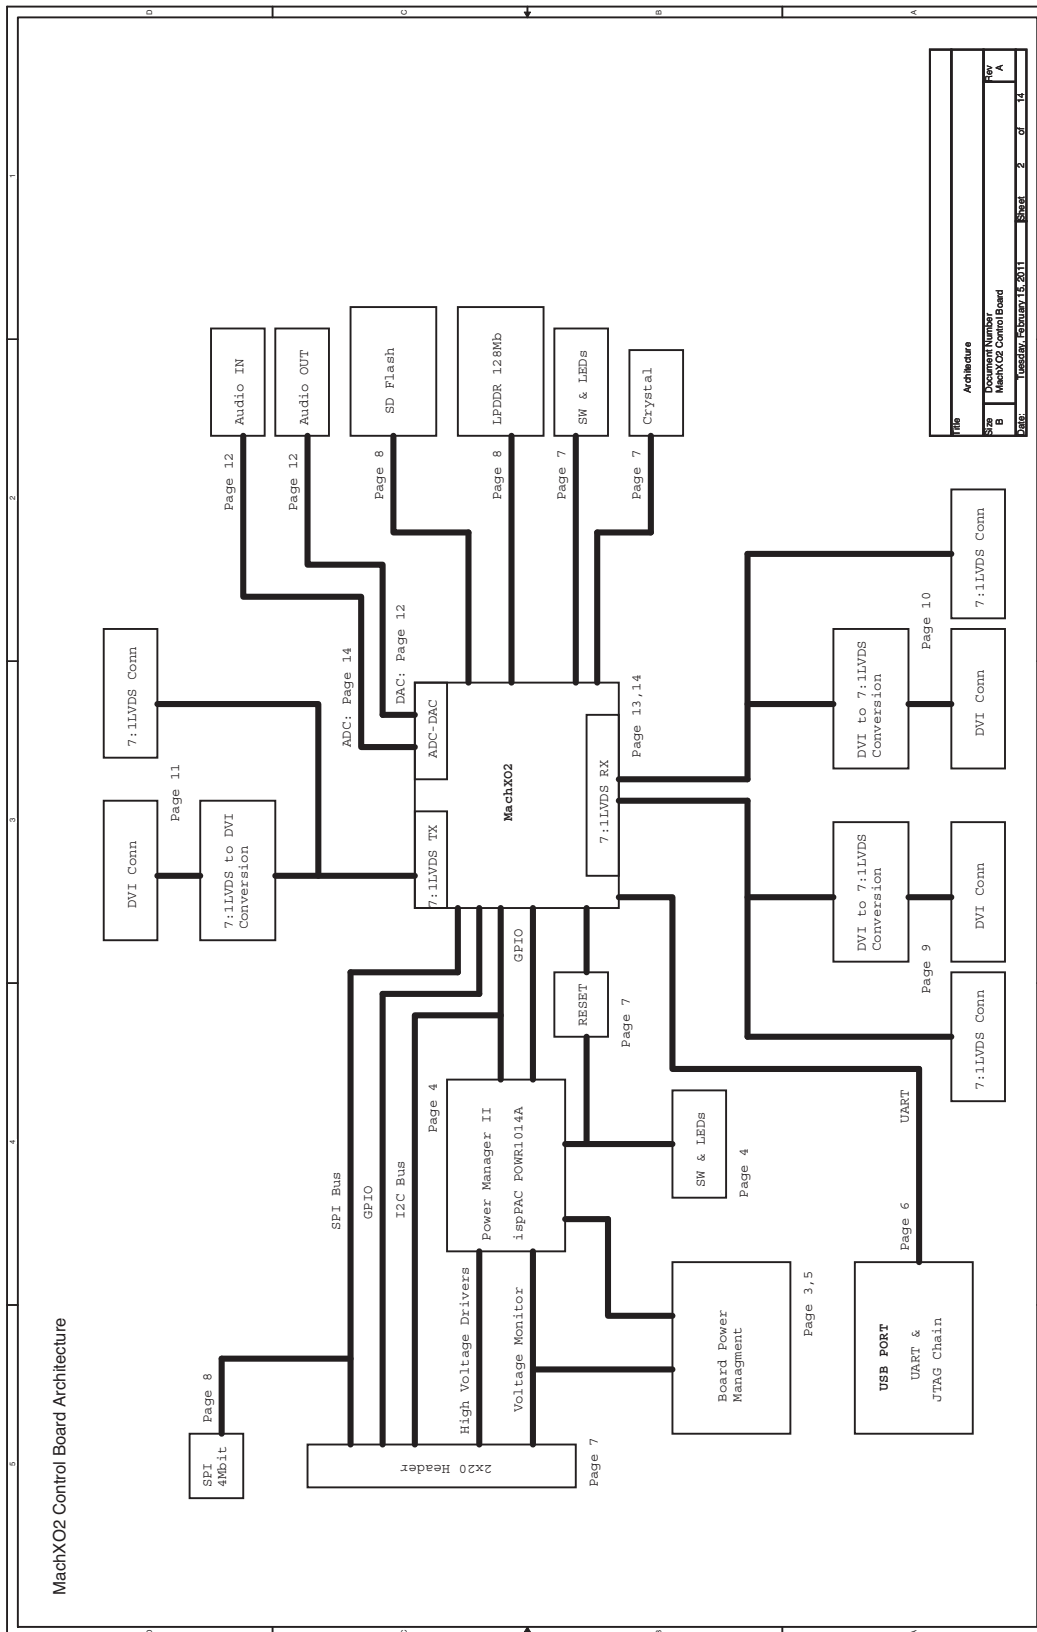 MachXO2 Control Board Architecture
5
4
3
2
1
D
C
B
A
D
C
B
A
DVI Conn
7:1LVDS Conn
Page 11
7:1LVDS to DVI
Conversion
Audio IN
Page 12
Audio OUT
Page 12
ADC: Page 14
DAC: Page 12
SPI
4Mbit
Page 8
SPI Bus
GPIO
I2C Bus
2x20 Header
Page 7
High Voltage Drivers
Voltage Monitor
Power Manager II
ispPAC POWR1014A
Page 4
GPIO
RESET
Page 7
SW & LEDs
Page 4
7:1LVDS TX
ADC-DAC
MachXO2
7:1LVDS RX
Page 13,14
SD Flash
Page 8
LPDDR 128Mb
Page 8
SW & LEDs
Page 7
Crystal
Page 7
Board Power
Managment
Page 3,5
USB PORT
UART &
JTAG Chain
Page 6
UART
DVI to 7:1LVDS
Conversion
Page 9
7:1LVDS Conn
DVI Conn
DVI to 7:1LVDS
Conversion
Page 10
DVI Conn
7:1LVDS Conn
Title
Architecture
Size
B
Document Number
MachXO2 Control Board
Rev
A
Date:
Tuesday, February 15, 2011
Sheet
2
of
14